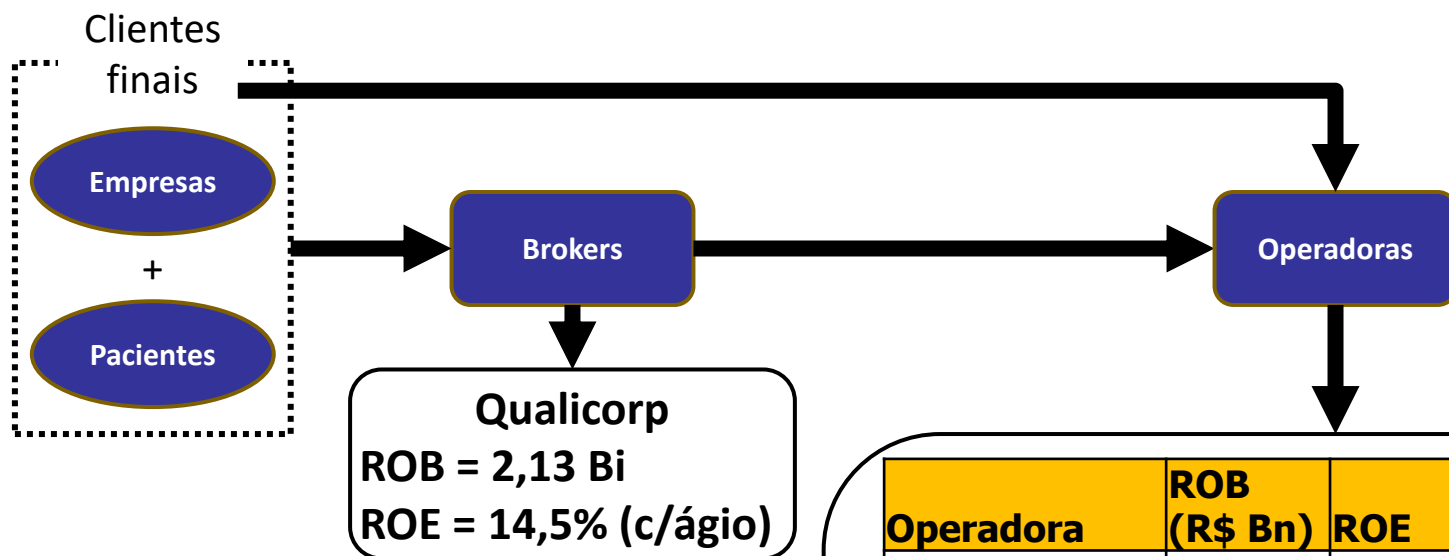 Clientes
finais
Empresas
+
Pacientes
Brokers
Operadoras
Qualicorp
ROB = 2,13 Bi
ROE = 14,5% (c/ágio)
Operadora
ROB
(R$ Bn)
ROE